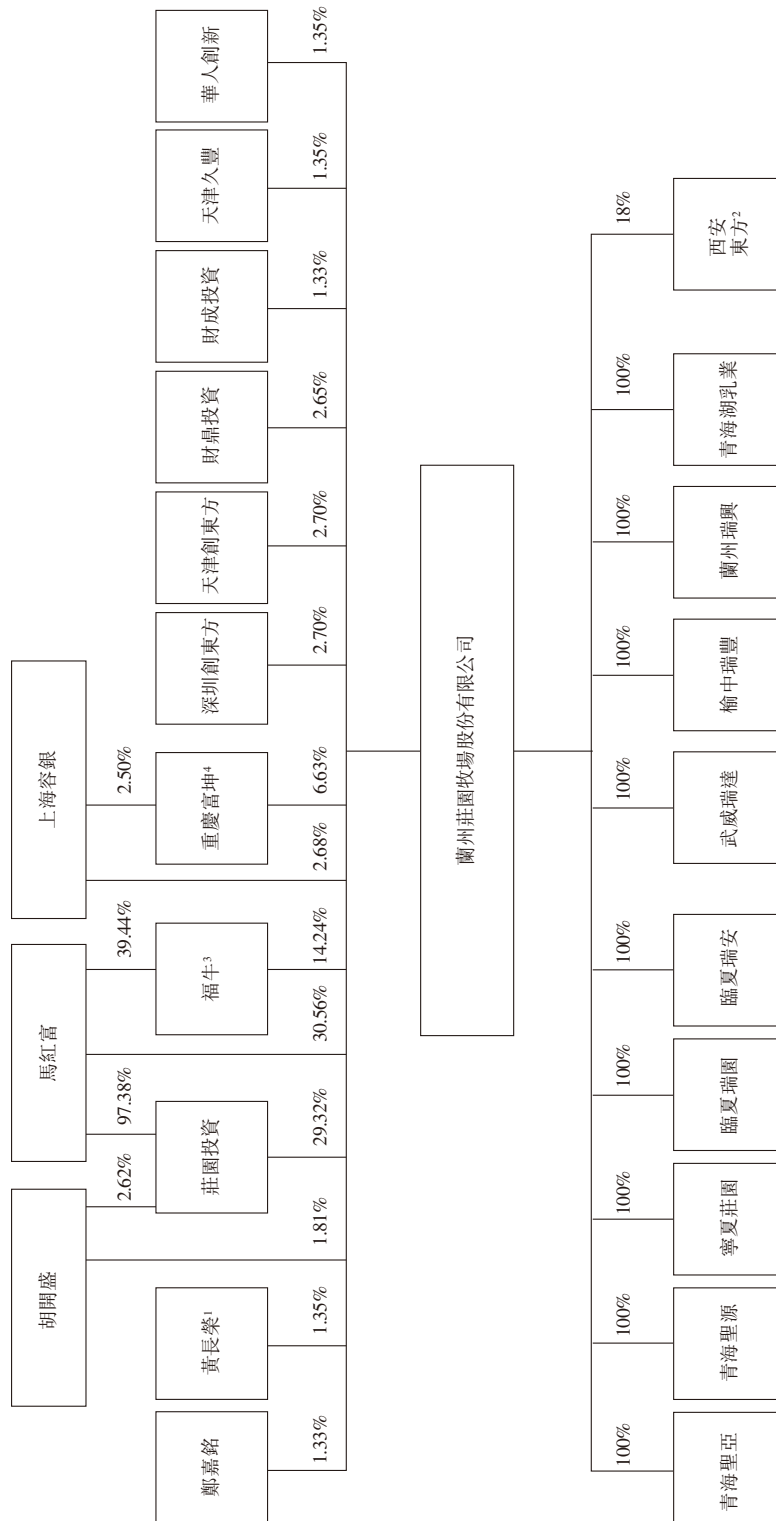 胡開盛
馬紅富
上海容銀
2.62%
97.38%
39.44%
2.50%
鄭嘉銘
黃長榮1
莊園投資
福牛3
重慶富坤4
深圳創東方
天津創東方
財鼎投資
財成投資
天津久豐
華人創新
1.33%
1.35%
1.81%
29.32%
30.56%
14.24%
2.68%
6.63%
2.70%
2.70%
2.65%
1.33%
1.35%
1.35%
蘭州莊園牧場股份有限公司
100%
100%
100%
100%
100%
100%
100%
100%
100%
18%
青海聖亞
青海聖源
寧夏莊園
臨夏瑞園
臨夏瑞安
武威瑞達
榆中瑞豐
蘭州瑞興
青海湖乳業
西安
東方2